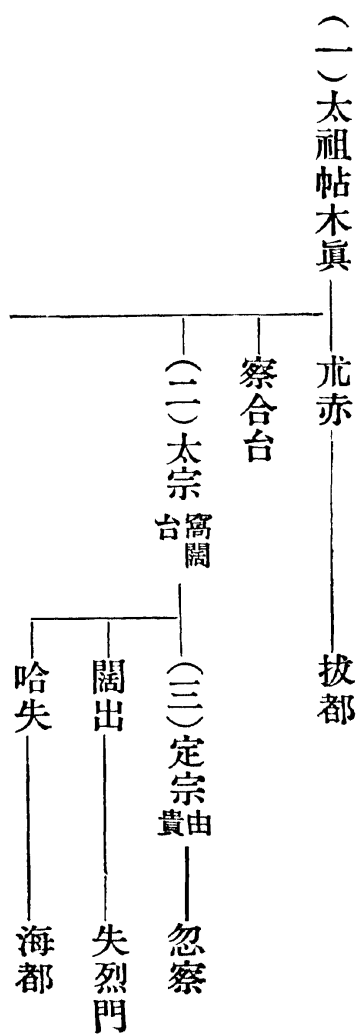 （一）太祖帖木眞
朮赤
拔都
察合台
（二）太宗 窩闊台
（三）定宗 由貴
忽察
闊出
失烈門
哈失
海都